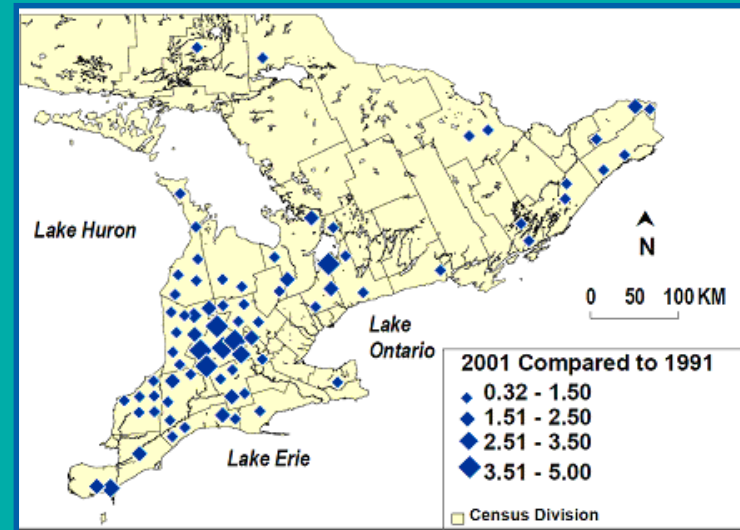 Lake Huron
N
0 50 100 KM
Lake
Ontario
2001 Compared to 1991
0.32 - 1.50
1.51 - 2.50
2.51 - 3.50
3.51 - 5.00
Lake Erie
Census Division